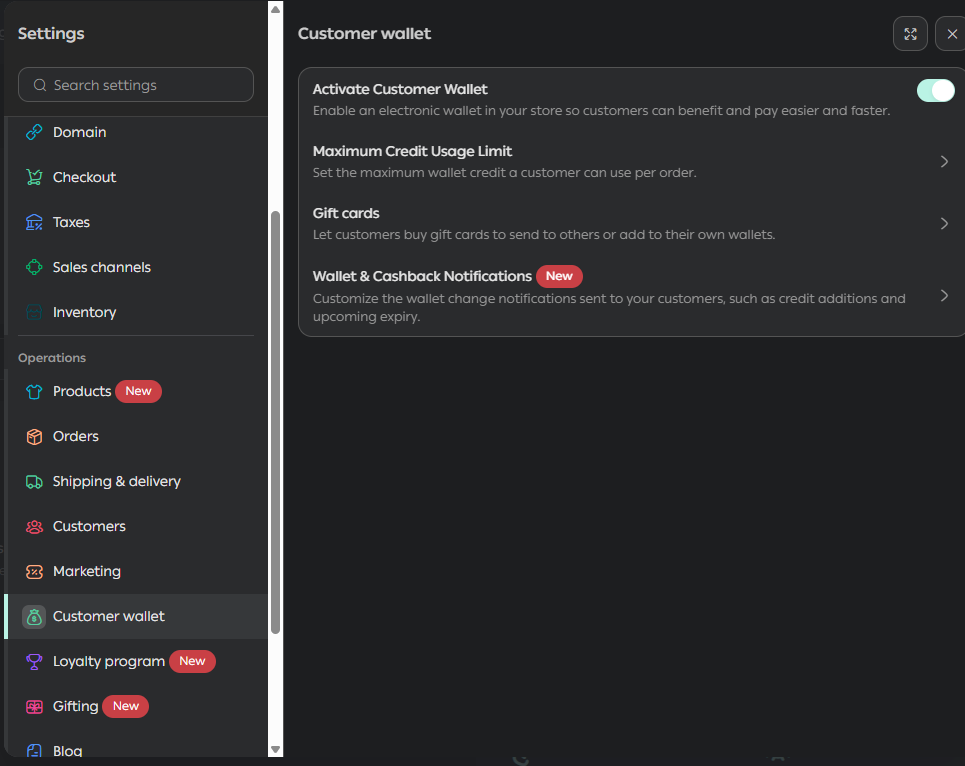 Settings
Search settings
Domain
Checkout
Taxes
Sales channels
Inventory
Operations
Products New
Orders
Shipping & delivery
Customers
Marketing
Customer wallet
Loyalty program New
Gifting New
Blog
Customer wallet
Activate Customer Wallet
Enable an electronic wallet in your store so customers can benefit and pay easier and faster.
Maximum Credit Usage Limit
Set the maximum wallet credit a customer can use per order.
Gift cards
Let customers buy gift cards to send to others or add to their own wallets.
Wallet & Cashback Notifications New
Customize the wallet change notifications sent to your customers, such as credit additions and
upcoming expiry.